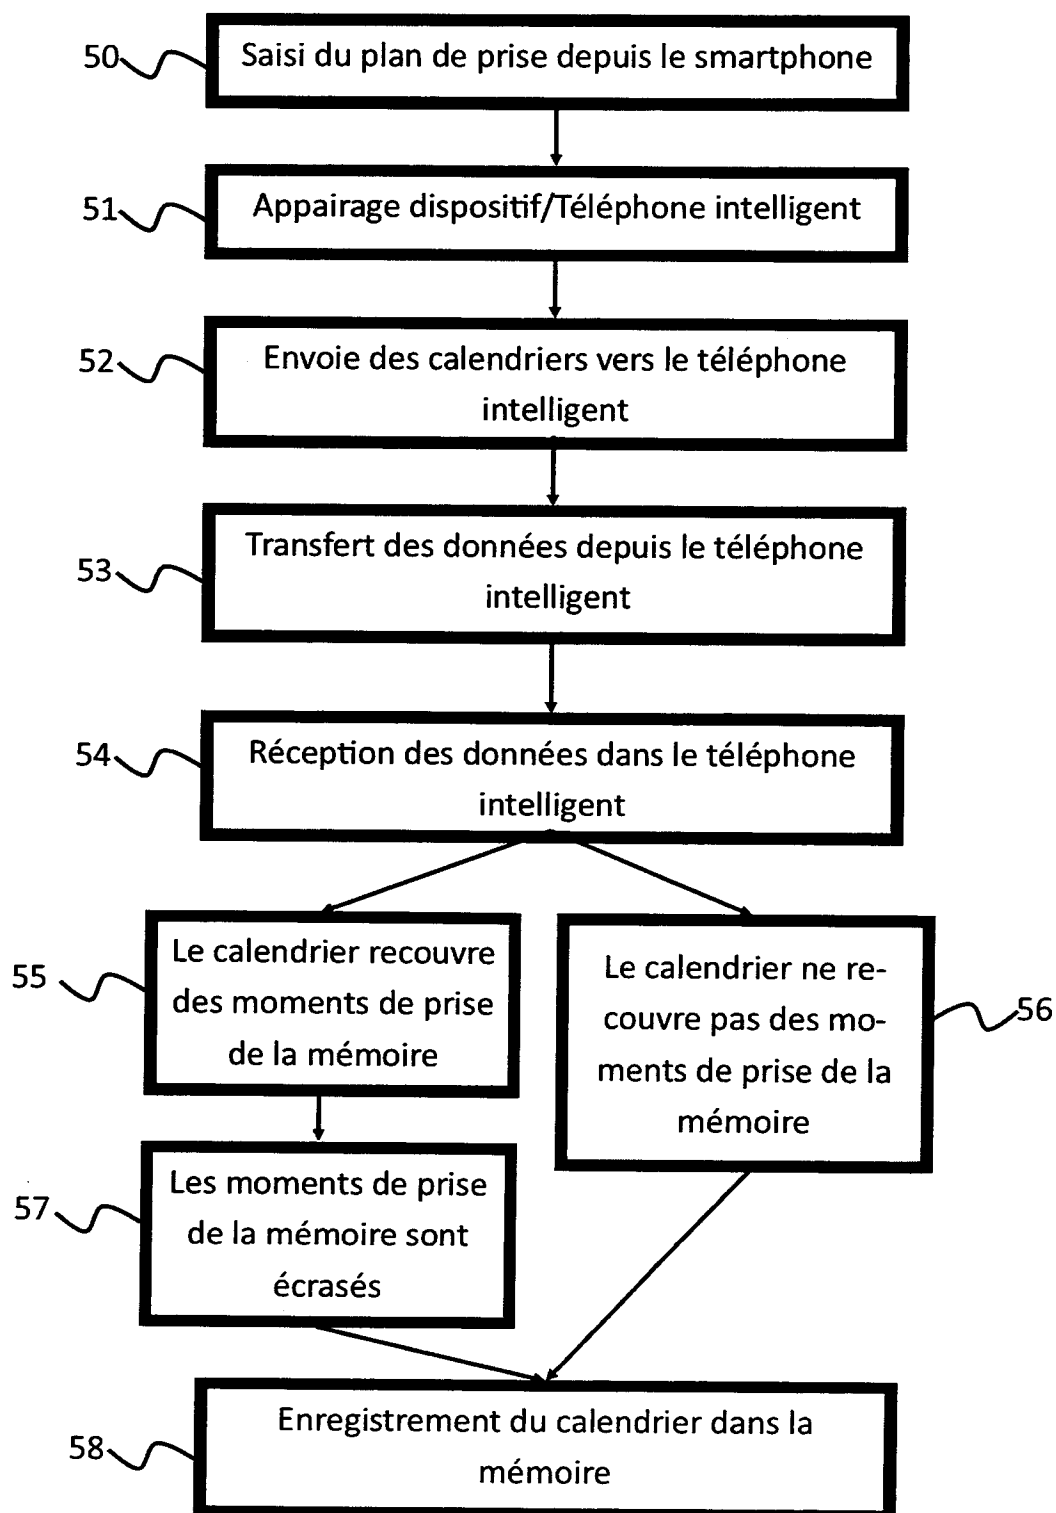 50
Saisi du plan de prise depuis le smartphone
51
Appairage dispositif/Téléphone intelligent
52
Envoie des calendriers vers le téléphone
intelligent
53
Transfert des données depuis le téléphone
intelligent
54
Réception des données dans le téléphone
intelligent
55
Le calendrier recouvre
des moments de prise
de la mémoire
Le calendrier ne re-
couvre pas des mo-
ments de prise de la
mémoire
56
57
Les moments de prise
de la mémoire sont
écrasés
58
Enregistrement du calendrier dans la
mémoire